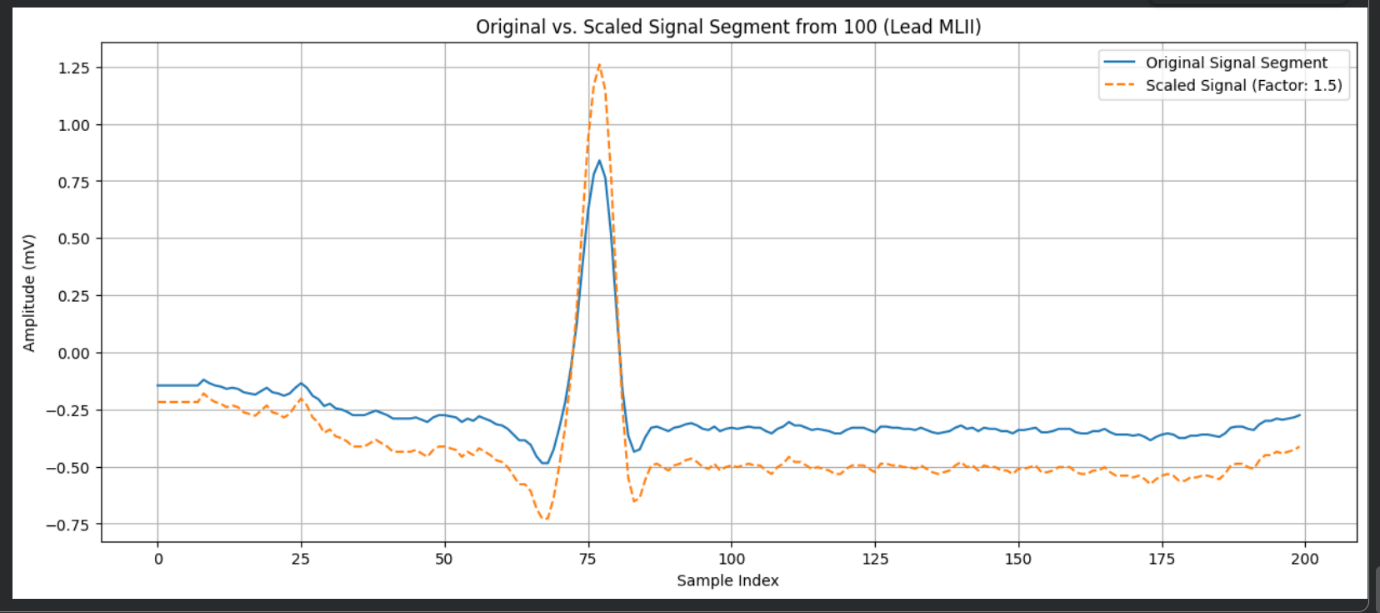 Original vs. Scaled Signal Segment from 100 (Lead MLII)
Original Signal Segment
Scaled Signal (Factor: 1.5)
Amplitude (mV)
1.25
1.00
0.75
0.50
0.25
0.00
−0.25
−0.50
−0.75
0 25 50 75 100 125 150 175 200
Sample Index